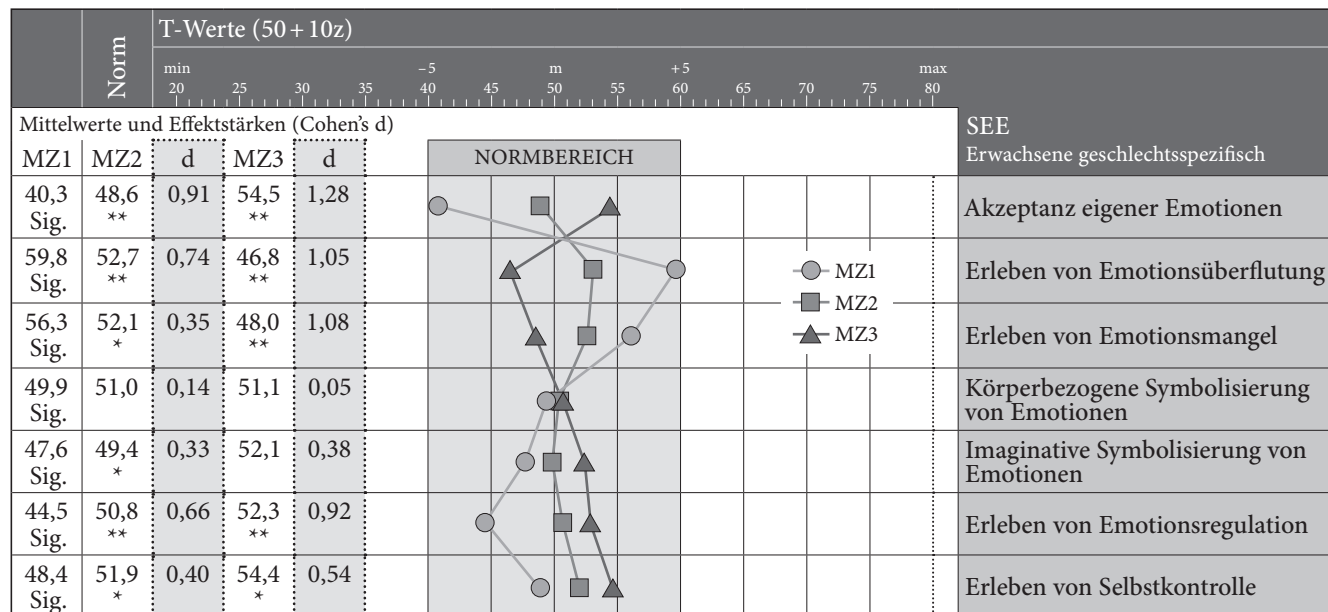 Norm
T-Werte (50 + 10z)
min –5 m +5 max
20 25 30 35 40 45 50 55 60 65 70 75 80
Mittelwerte und Effektstärken (Cohen's d)
MZ1 MZ2 d MZ3 d
NORMBEREICH
SEE
Erwachsene geschlechtsspezifisch
40,3 48,6 0,91 54,5 1,28
Sig. ** **
Akzeptanz eigener Emotionen
59,8 52,7 0,74 46,8 1,05
Sig. ** **
Erleben von Emotionsüberflutung
56,3 52,1 0,35 48,0 1,08
Sig. * **
Erleben von Emotionsmangel
49,9 51,0 0,14 51,1 0,05
Sig.
Körperbezogene Symbolisierung
von Emotionen
47,6 49,4 0,33 52,1 0,38
Sig. *
Imaginative Symbolisierung von
Emotionen
44,5 50,8 0,66 52,3 0,92
Sig. ** **
Erleben von Emotionsregulation
48,4 51,9 0,40 54,4 0,54
Sig. * *
Erleben von Selbstkontrolle
MZ1
MZ2
MZ3